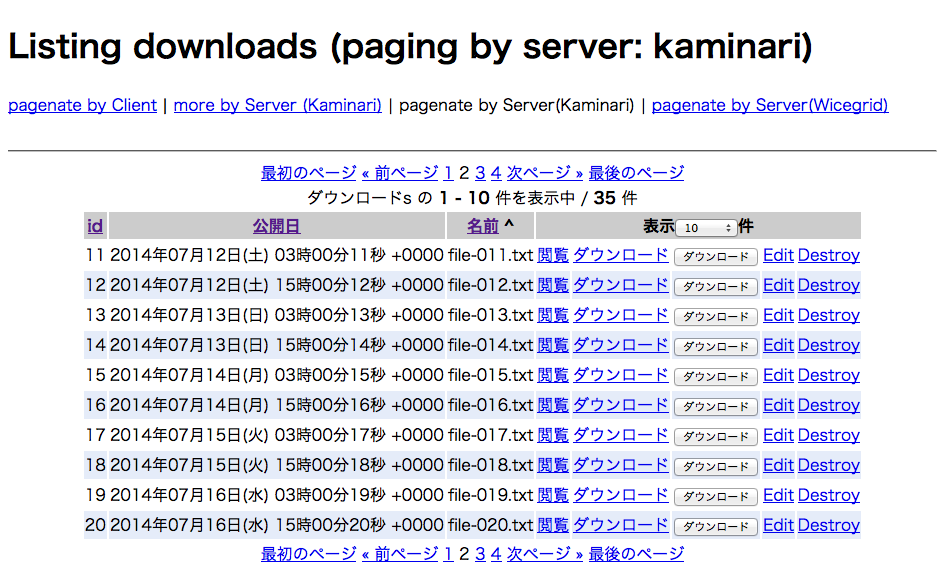 Listing downloads (paging by server: kaminari)
pagenate by Client | more by Server (Kaminari) | pagenate by Server(Kaminari) | pagenate by Server(Wicegrid)
最初のページ « 前ページ 1 2 3 4 次ページ » 最後のページ
ダウンロードs の 1 - 10 件を表示中 / 35 件
id 公開日 名前 ^ 表示 10 件
11 2014年07月12日(土) 03時00分11秒 +0000 file-011.txt 閲覧 ダウンロード ダウンロード Edit Destroy
12 2014年07月12日(土) 15時00分12秒 +0000 file-012.txt 閲覧 ダウンロード ダウンロード Edit Destroy
13 2014年07月13日(日) 03時00分13秒 +0000 file-013.txt 閲覧 ダウンロード ダウンロード Edit Destroy
14 2014年07月13日(日) 15時00分14秒 +0000 file-014.txt 閲覧 ダウンロード ダウンロード Edit Destroy
15 2014年07月14日(月) 03時00分15秒 +0000 file-015.txt 閲覧 ダウンロード ダウンロード Edit Destroy
16 2014年07月14日(月) 15時00分16秒 +0000 file-016.txt 閲覧 ダウンロード ダウンロード Edit Destroy
17 2014年07月15日(火) 03時00分17秒 +0000 file-017.txt 閲覧 ダウンロード ダウンロード Edit Destroy
18 2014年07月15日(火) 15時00分18秒 +0000 file-018.txt 閲覧 ダウンロード ダウンロード Edit Destroy
19 2014年07月16日(水) 03時00分19秒 +0000 file-019.txt 閲覧 ダウンロード ダウンロード Edit Destroy
20 2014年07月16日(水) 15時00分20秒 +0000 file-020.txt 閲覧 ダウンロード ダウンロード Edit Destroy
最初のページ « 前ページ 1 2 3 4 次ページ » 最後のページ